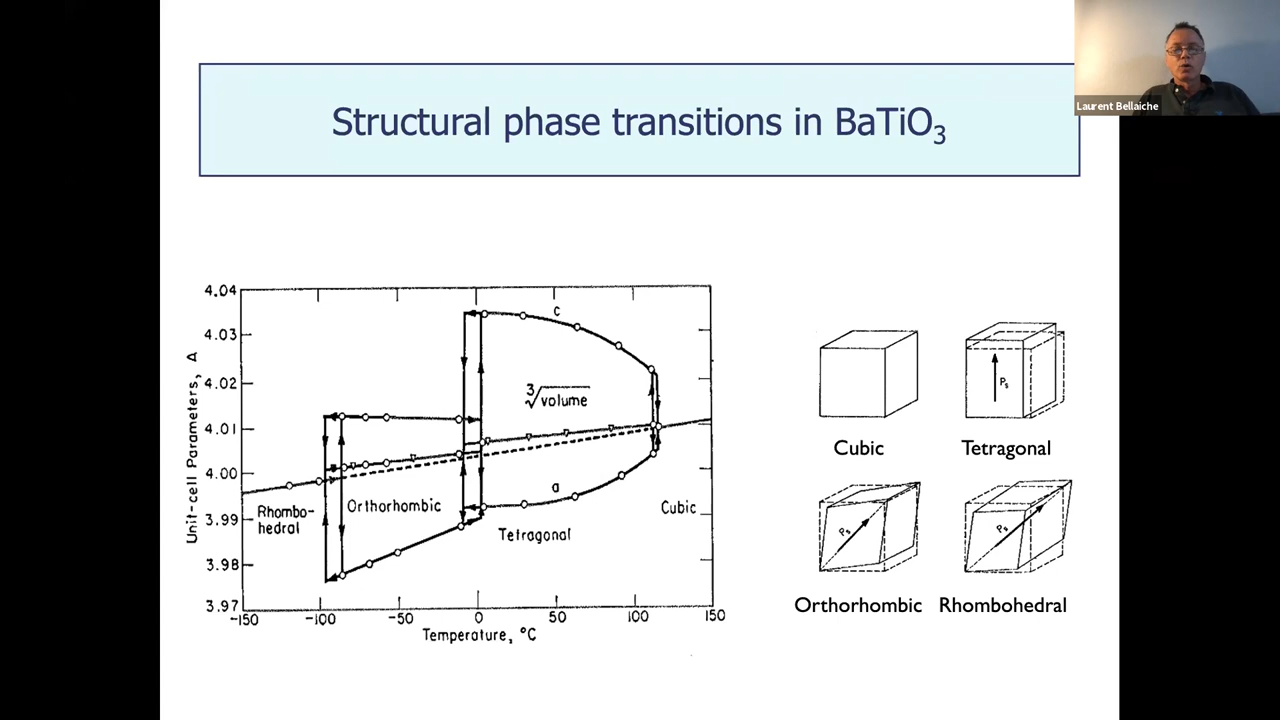 Laurent Bellaiche
Structural phase transitions in BaTiO₃
Unit-cell Parameters, A
4.04
4.03
4.02
4.01
4.00
3.99
3.98
3.97
c
∛volume
a
Rhombo-
hedral
Orthorhombic
Tetragonal
Cubic
-150 -100 -50 0 50 100 150
Temperature, °C
Cubic
Ps
Tetragonal
Ps
Orthorhombic
Ps
Rhombohedral